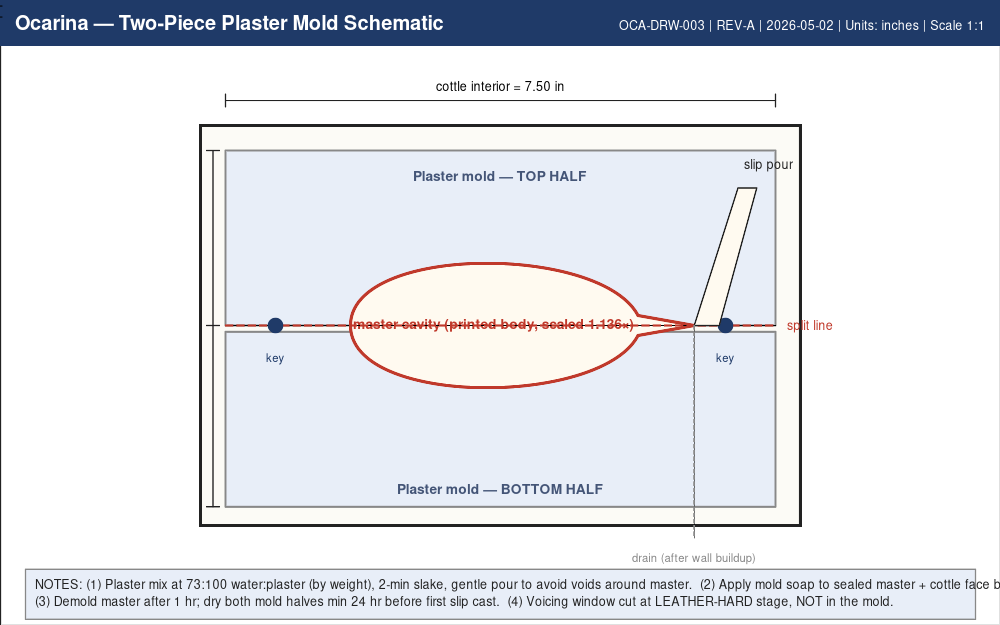 Ocarina — Two-Piece Plaster Mold Schematic
OCA-DRW-003 | REV-A | 2026-05-02 | Units: inches | Scale 1:1
cottle interior = 7.50 in
slip pour
Plaster mold — TOP HALF
master cavity (printed body, scaled 1.136×)
split line
key
key
Plaster mold — BOTTOM HALF
drain (after wall buildup)
NOTES: (1) Plaster mix at 73:100 water:plaster (by weight), 2-min slake, gentle pour to avoid voids around master. (2) Apply mold soap to sealed master + cottle face b
(3) Demold master after 1 hr; dry both mold halves min 24 hr before first slip cast. (4) Voicing window cut at LEATHER-HARD stage, NOT in the mold.